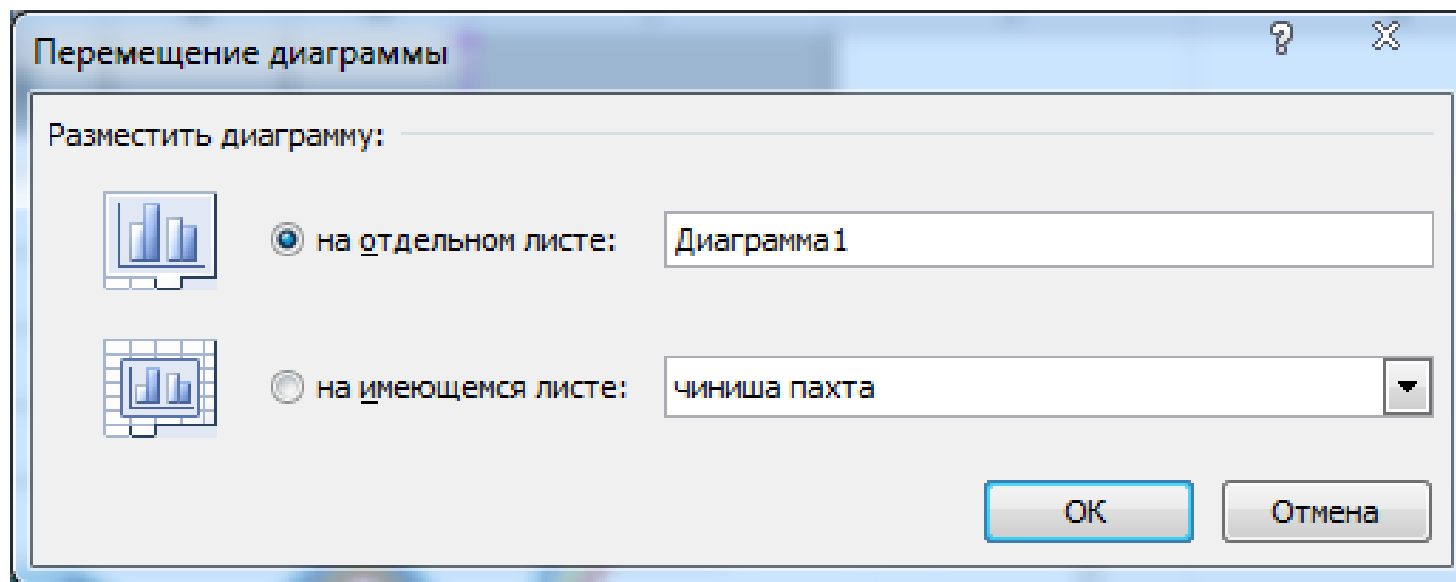 Перемещение диаграммы
Разместить диаграмму:
на отдельном листе: Диаграмма1
на имеющемся листе: чиниша пахта
ОК Отмена